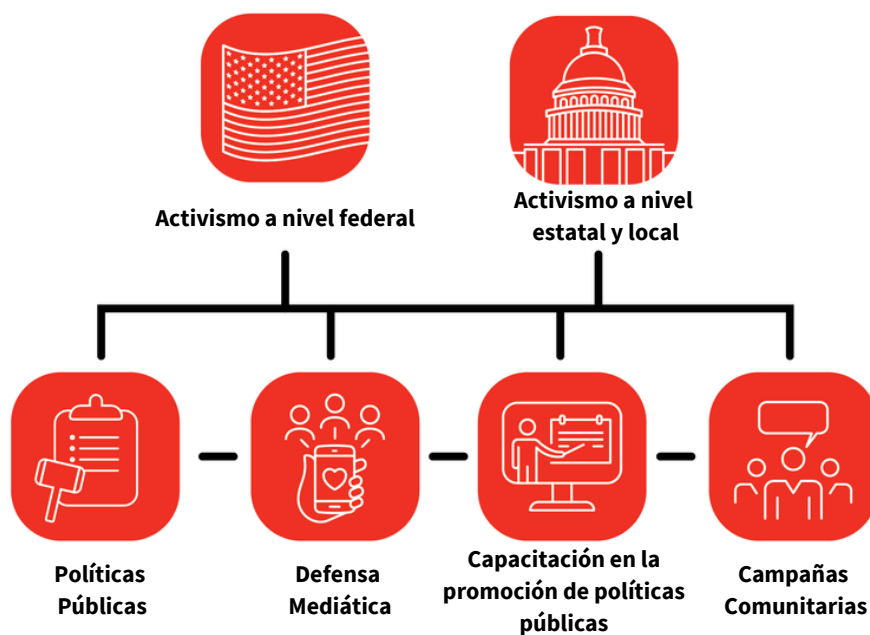 Activismo a nivel federal
Activismo a nivel
estatal y local
Políticas
Públicas
Defensa
Mediática
Capacitación en la
promoción de políticas
públicas
Campañas
Comunitarias